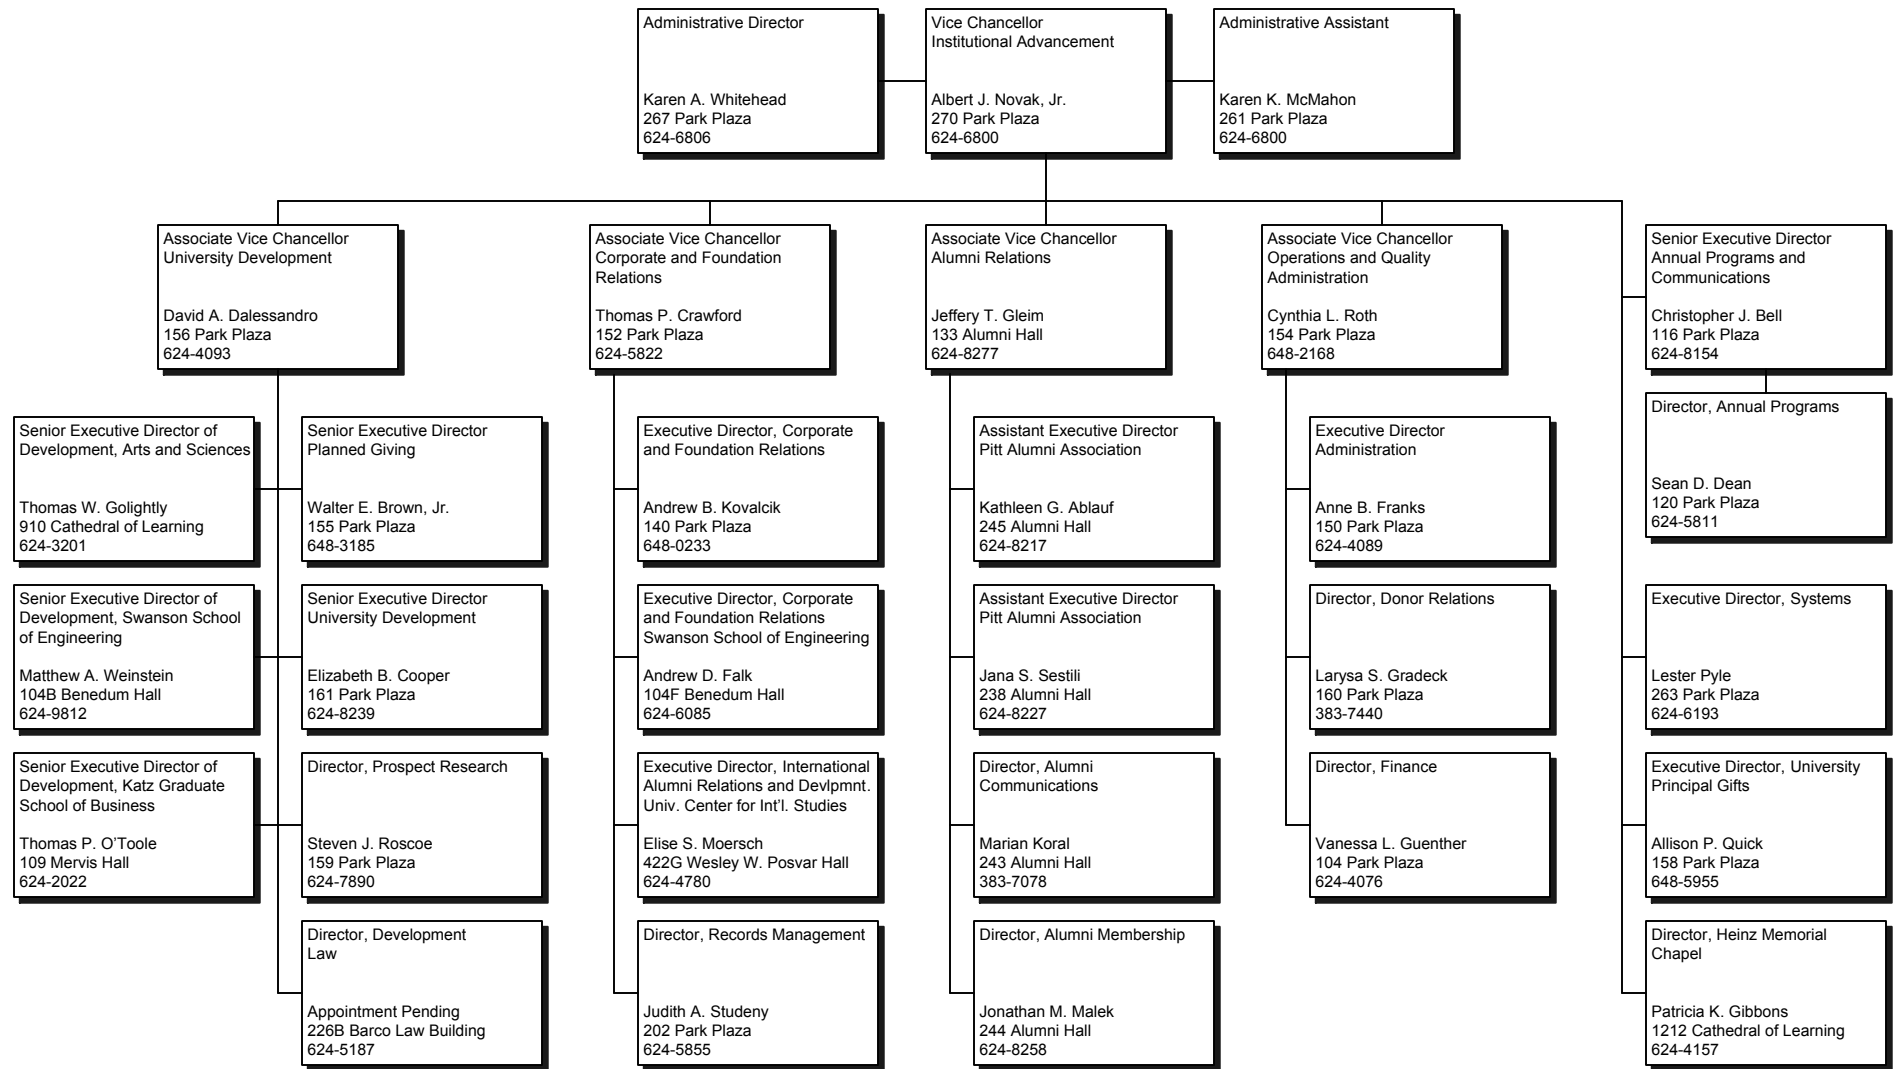 Administrative Director
Karen A. Whitehead
267 Park Plaza
624-6806
Vice Chancellor
Institutional Advancement
Albert J. Novak, Jr.
270 Park Plaza
624-6800
Administrative Assistant
Karen K. McMahon
261 Park Plaza
624-6800
Associate Vice Chancellor
University Development
David A. Dalessandro
156 Park Plaza
624-4093
Associate Vice Chancellor
Corporate and Foundation
Relations
Thomas P. Crawford
152 Park Plaza
624-5822
Associate Vice Chancellor
Alumni Relations
Jeffery T. Gleim
133 Alumni Hall
624-8277
Associate Vice Chancellor
Operations and Quality
Administration
Cynthia L. Roth
154 Park Plaza
648-2168
Senior Executive Director
Annual Programs and
Communications
Christopher J. Bell
116 Park Plaza
624-8154
Senior Executive Director of
Development, Arts and Sciences
Thomas W. Golightly
910 Cathedral of Learning
624-3201
Senior Executive Director
Planned Giving
Walter E. Brown, Jr.
155 Park Plaza
648-3185
Executive Director, Corporate
and Foundation Relations
Andrew B. Kovalcik
140 Park Plaza
648-0233
Assistant Executive Director
Pitt Alumni Association
Kathleen G. Ablauf
245 Alumni Hall
624-8217
Executive Director
Administration
Anne B. Franks
150 Park Plaza
624-4089
Director, Annual Programs
Sean D. Dean
120 Park Plaza
624-5811
Senior Executive Director of
Development, Swanson School
of Engineering
Matthew A. Weinstein
104B Benedum Hall
624-9812
Senior Executive Director
University Development
Elizabeth B. Cooper
161 Park Plaza
624-8239
Executive Director, Corporate
and Foundation Relations
Swanson School of Engineering
Andrew D. Falk
104F Benedum Hall
624-6085
Assistant Executive Director
Pitt Alumni Association
Jana S. Sestili
238 Alumni Hall
624-8227
Director, Donor Relations
Larysa S. Gradeck
160 Park Plaza
383-7440
Executive Director, Systems
Lester Pyle
263 Park Plaza
624-6193
Senior Executive Director of
Development, Katz Graduate
School of Business
Thomas P. O'Toole
109 Mervis Hall
624-2022
Director, Prospect Research
Steven J. Roscoe
159 Park Plaza
624-7890
Executive Director, International
Alumni Relations and Devlpmnt.
Univ. Center for Int'l. Studies
Elise S. Moersch
422G Wesley W. Posvar Hall
624-4780
Director, Alumni
Communications
Marian Koral
243 Alumni Hall
383-7078
Director, Finance
Vanessa L. Guenther
104 Park Plaza
624-4076
Executive Director, University
Principal Gifts
Allison P. Quick
158 Park Plaza
648-5955
Director, Development
Law
Appointment Pending
226B Barco Law Building
624-5187
Director, Records Management
Judith A. Studeny
202 Park Plaza
624-5855
Director, Alumni Membership
Jonathan M. Malek
244 Alumni Hall
624-8258
Director, Heinz Memorial
Chapel
Patricia K. Gibbons
1212 Cathedral of Learning
624-4157